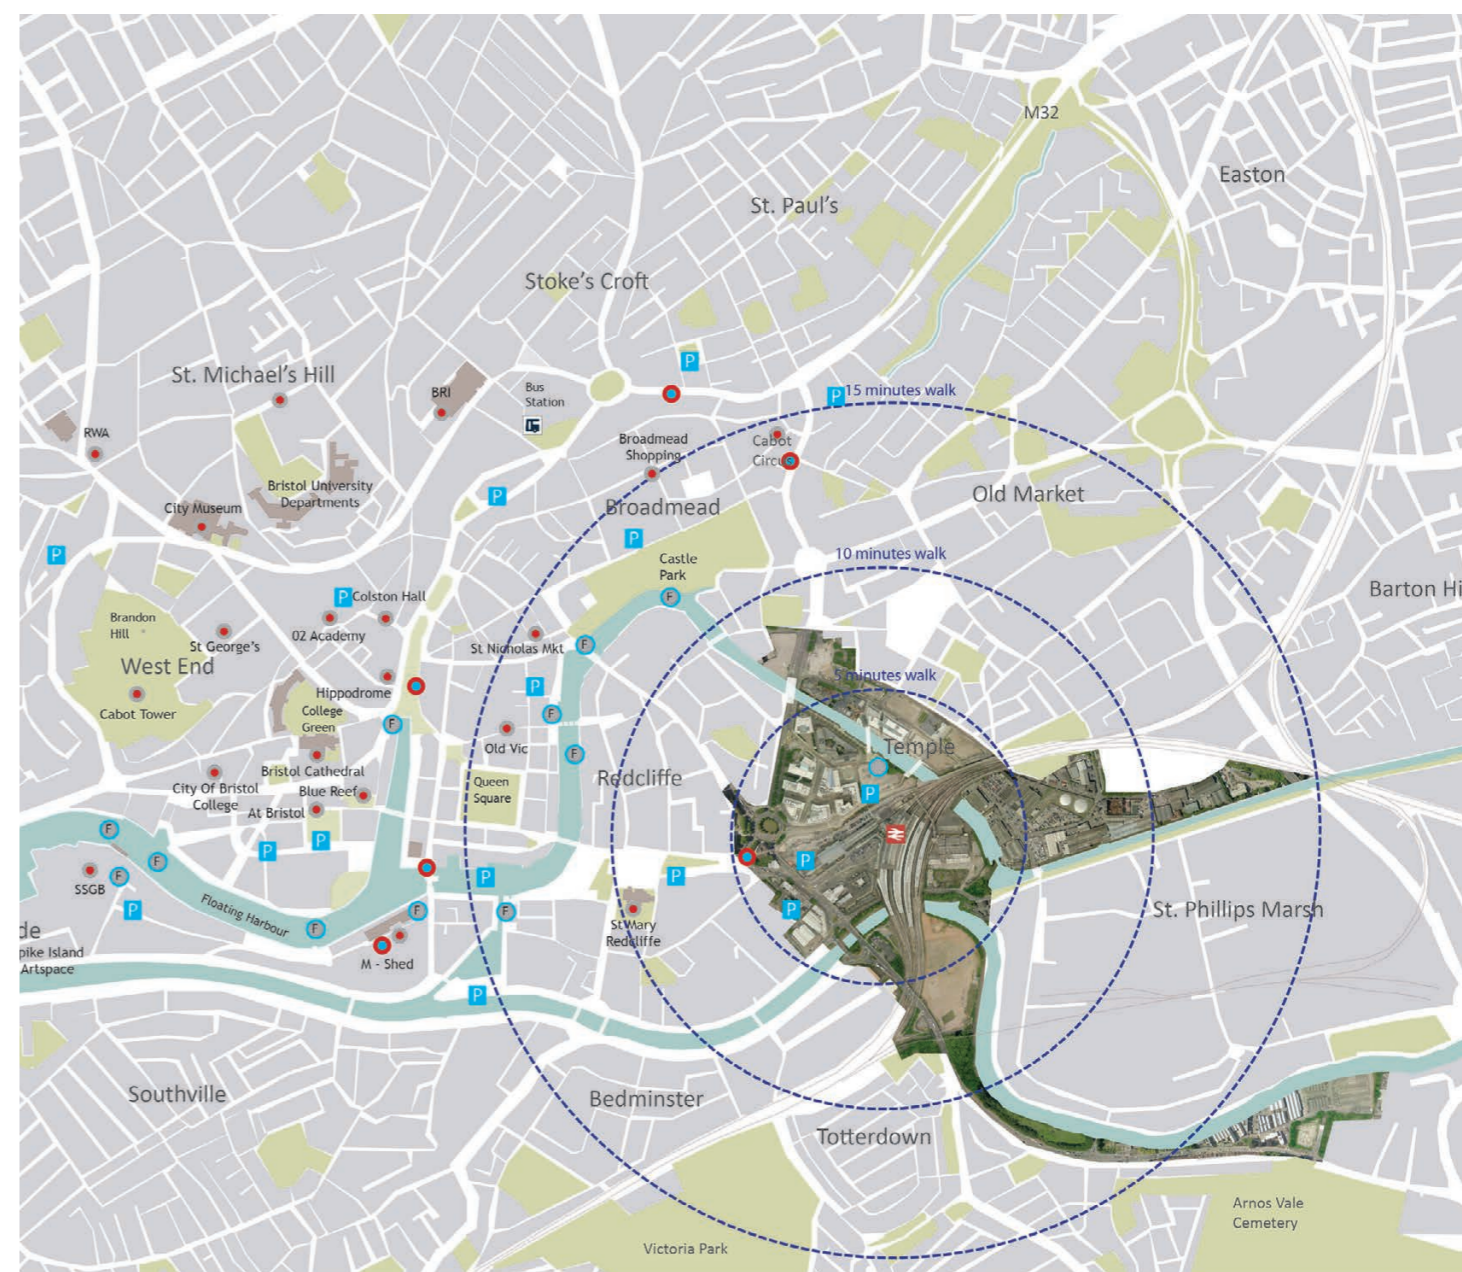 M32
Easton
St. Paul's
Stoke's Croft
St. Michael's Hill
P
BRI
Bus
Station
P
15 minutes walk
RWA
Broadmead
Shopping
Cabot
Circu
Bristol University
Departments
P
Old Market
City Museum
Broadmead
P
P
10 minutes walk
Castle
Park
Barton Hi
P
Colston Hall
F
Brandon
Hill
O2 Academy
St George's
St Nicholas Mkt
F
West End
5 minutes walk
Hippodrome
P
Cabot Tower
College
Green
F
F
Old Vic
Temple
F
Bristol Cathedral
Redcliffe
City Of Bristol
College
Blue Reef
Queen
Square
P
At Bristol
F
P
P
F
P
SSGB
F
P
P
P
Floating Harbour
F
F
F
P
St. Phillips Marsh
St Mary
Redcliffe
de
pike Island
Artspace
M - Shed
P
Southville
Bedminster
Totterdown
Arnos Vale
Cemetery
Victoria Park